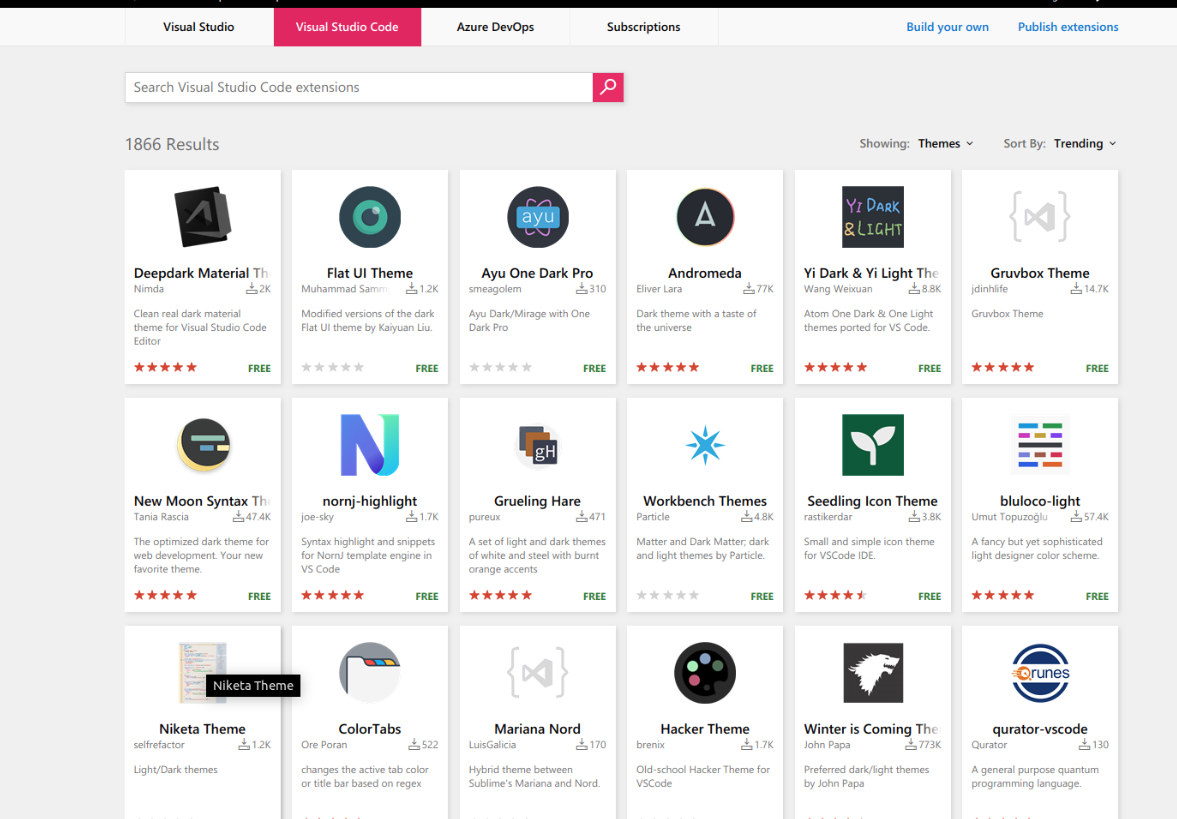 Visual Studio
Visual Studio Code
Azure DevOps
Subscriptions
Build your own
Publish extensions
Search Visual Studio Code extensions
1866 Results
Showing: Themes
Sort By: Trending
ayu
YI DARK
& LIGHT
Deepdark Material Th
Nimda
2K
Clean real dark material
theme for Visual Studio Code
Editor
FREE
Flat UI Theme
Muhammad Samm
1.2K
Modified versions of the dark
Flat UI theme by Kaiyuan Liu.
FREE
Ayu One Dark Pro
smeagolem
310
Ayu Dark/Mirage with One
Dark Pro
FREE
Andromeda
Eliver Lara
77K
Dark theme with a taste of
the universe
FREE
Yi Dark & Yi Light The
Wang Weixuan
8.8K
Atom One Dark & One Light
themes ported for VS Code.
FREE
Gruvbox Theme
jdinhlife
14.7K
Gruvbox Theme
FREE
gH
New Moon Syntax Th
Tania Rascia
47.4K
The optimized dark theme for
web development. Your new
favorite theme.
FREE
nornj-highlight
joe-sky
1.7K
Syntax highlight and snippets
for NornJ template engine in
VS Code
FREE
Grueling Hare
pureux
471
A set of light and dark themes
of white and steel with burnt
orange accents
FREE
Workbench Themes
Particle
4.8K
Matter and Dark Matter; dark
and light themes by Particle.
FREE
Seedling Icon Theme
rastikerdar
3.8K
Small and simple icon theme
for VSCode IDE.
FREE
bluloco-light
Umut Topuzoğlu
57.4K
A fancy but yet sophisticated
light designer color scheme.
FREE
Niketa Theme
Qrunes
Niketa Theme
selfrefactor
1.2K
Light/Dark themes
ColorTabs
Ore Poran
522
changes the active tab color
or title bar based on regex
Mariana Nord
LuisGalicia
170
Hybrid theme between
Sublime's Mariana and Nord.
Hacker Theme
brenix
1.7K
Old-school Hacker Theme for
VSCode
Winter is Coming The
John Papa
773K
Preferred dark/light themes
by John Papa
qurator-vscode
Qurator
130
A general purpose quantum
programming language.